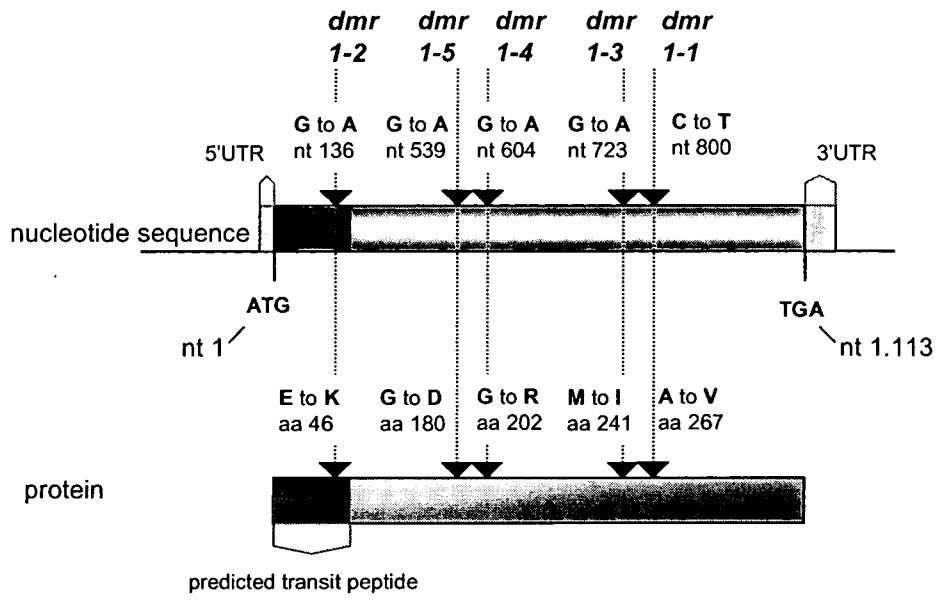 dmr dmr dmr dmr dmr
1-2 1-5 1-4 1-3 1-1
G to A G to A G to A G to A C to T
nt 136 nt 539 nt 604 nt 723 nt 800
5'UTR 3'UTR
nucleotide sequence
ATG TGA
nt 1 nt 1.113
E to K G to D G to R M to I A to V
aa 46 aa 180 aa 202 aa 241 aa 267
protein
predicted transit peptide